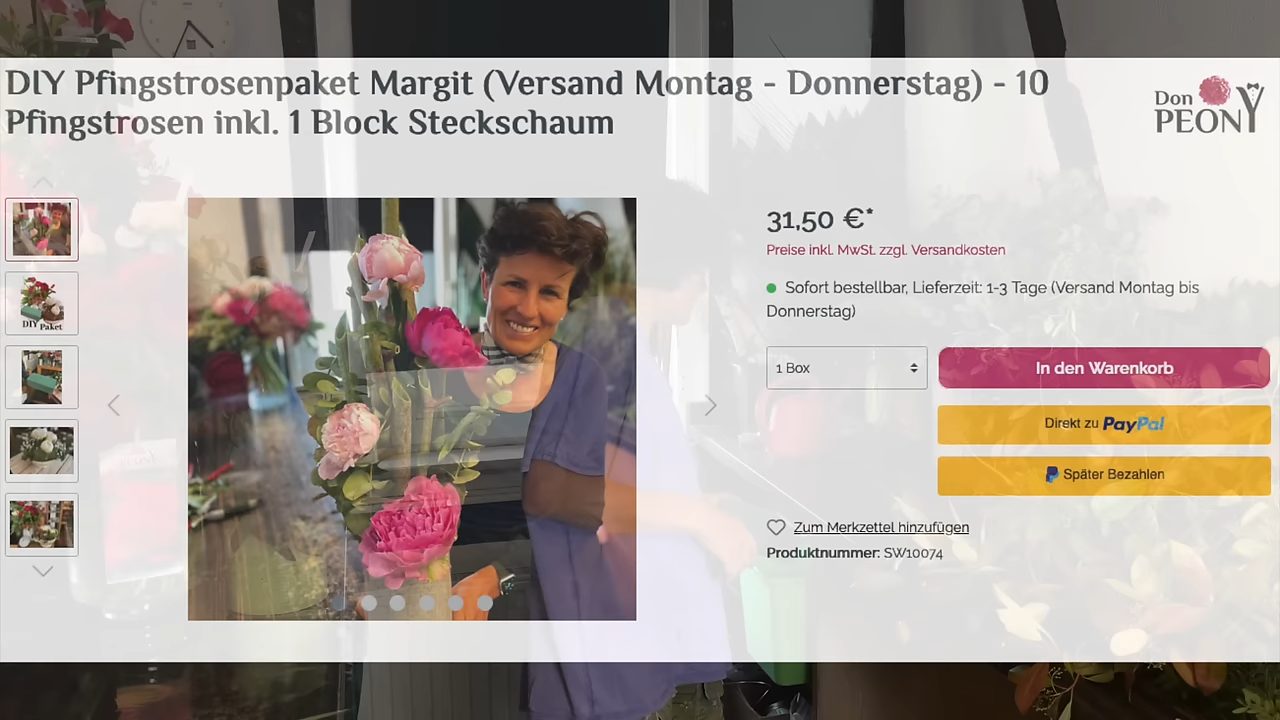 DIY Pfingstrosenpaket Margit (Versand Montag - Donnerstag) - 10
Pfingstrosen inkl. 1 Block Steckschaum
Don
PEONY
DIY Paket
31,50 €*
Preise inkl. MwSt. zzgl. Versandkosten
Sofort bestellbar, Lieferzeit: 1-3 Tage (Versand Montag bis
Donnerstag)
1 Box
In den Warenkorb
Direkt zu PayPal
Später Bezahlen
Zum Merkzettel hinzufügen
Produktnummer: SW10074